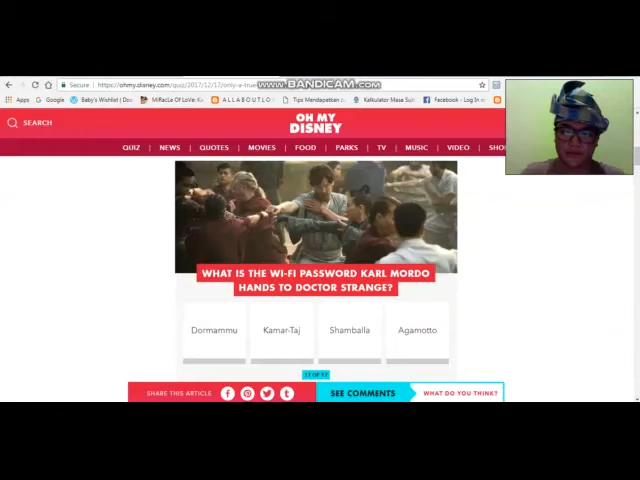 Secure | https://ohmy.disney.com/quiz/2017/12/17/only-a-true
WWW.BANDICAM.COM
Apps Google Baby's Wishlist | Doo MiRaCLe Of LoVe: Ki A L L A B O U T L O Tips Mendapatkan Kalkulator Masa Sub Facebook - Log In
SEARCH
OH MY
DISNEY
QUIZ NEWS QUOTES MOVIES FOOD PARKS TV MUSIC VIDEO SHO
WHAT IS THE WI-FI PASSWORD KARL MORDO
HANDS TO DOCTOR STRANGE?
Dormammu Kamar-Taj Shamballa Agamotto
SHARE THIS ARTICLE SEE COMMENTS WHAT DO YOU THINK?